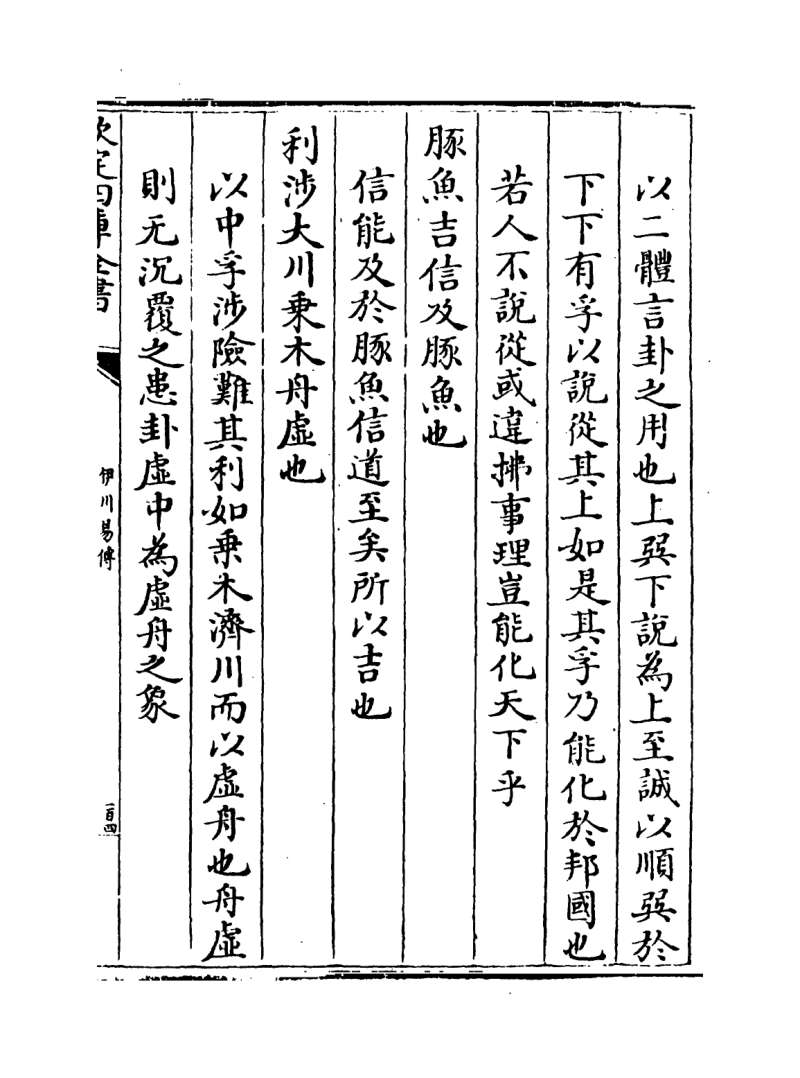 以二體言卦之用也上巽下說為上至誠以順巽於
下下有孚以說從其上如是其孚乃能化於邦國也
若人不說從或違拂事理豈能化天下乎
豚魚吉信及豚魚也
信能及於豚魚信道至矣所以吉也
利涉大川乗木舟虛也
以中孚涉險難其利如乗木濟川而以虛舟也舟虛
則无沉覆之患卦虛中為虛舟之象
欽定四庫全書
伊川易傳
一百四